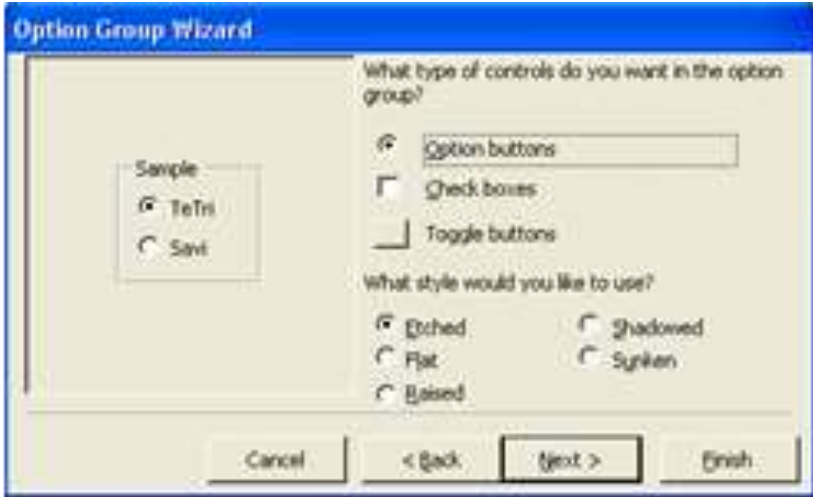 Option Group Wizard
What type of controls do you want in the option
group?
Sample
TeTri
Savi
Option buttons
Check boxes
Toggle buttons
What style would you like to use?
Etched
Shadowed
Flat
Sunken
Raised
Cancel
< Back
Next >
Finish